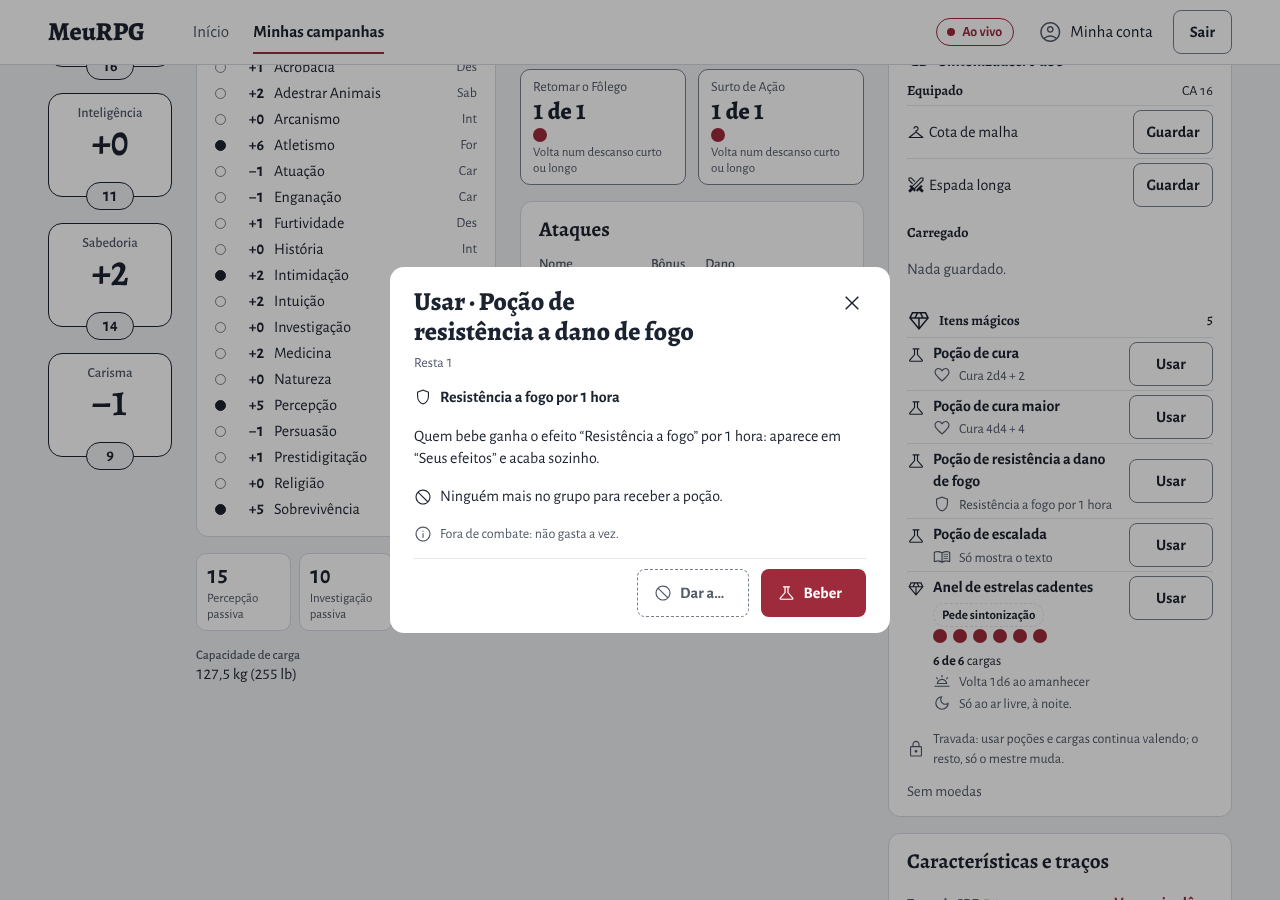 MeuRPG
Início
Minhas campanhas
Ao vivo
Minha conta
Sair
16
Inteligência
+0
11
Sabedoria
+2
14
Carisma
−1
9
+1 Acrobacia Des
+2 Adestrar Animais Sab
+0 Arcanismo Int
+6 Atletismo For
−1 Atuação Car
−1 Enganação Car
+1 Furtividade Des
+0 História Int
+2 Intimidação
+2 Intuição
+0 Investigação
+2 Medicina
+0 Natureza
+5 Percepção
−1 Persuasão
+1 Prestidigitação
+0 Religião
+5 Sobrevivência
15
Percepção
passiva
10
Investigação
passiva
Capacidade de carga
127,5 kg (255 lb)
Retomar o Fôlego
1 de 1
Volta num descanso curto
ou longo
Surto de Ação
1 de 1
Volta num descanso curto
ou longo
Ataques
Nome Bônus Dano
Usar · Poção de
resistência a dano de fogo
Resta 1
Resistência a fogo por 1 hora
Quem bebe ganha o efeito “Resistência a fogo” por 1 hora: aparece em
“Seus efeitos” e acaba sozinho.
Ninguém mais no grupo para receber a poção.
Fora de combate: não gasta a vez.
Dar a…
Beber
Equipado CA 16
Cota de malha Guardar
Espada longa Guardar
Carregado
Nada guardado.
Itens mágicos 5
Poção de cura
Cura 2d4 + 2
Usar
Poção de cura maior
Cura 4d4 + 4
Usar
Poção de resistência a dano
de fogo
Resistência a fogo por 1 hora
Usar
Poção de escalada
Só mostra o texto
Usar
Anel de estrelas cadentes
Pede sintonização
Usar
6 de 6 cargas
Volta 1d6 ao amanhecer
Só ao ar livre, à noite.
Travada: usar poções e cargas continua valendo; o
resto, só o mestre muda.
Sem moedas
Características e traços